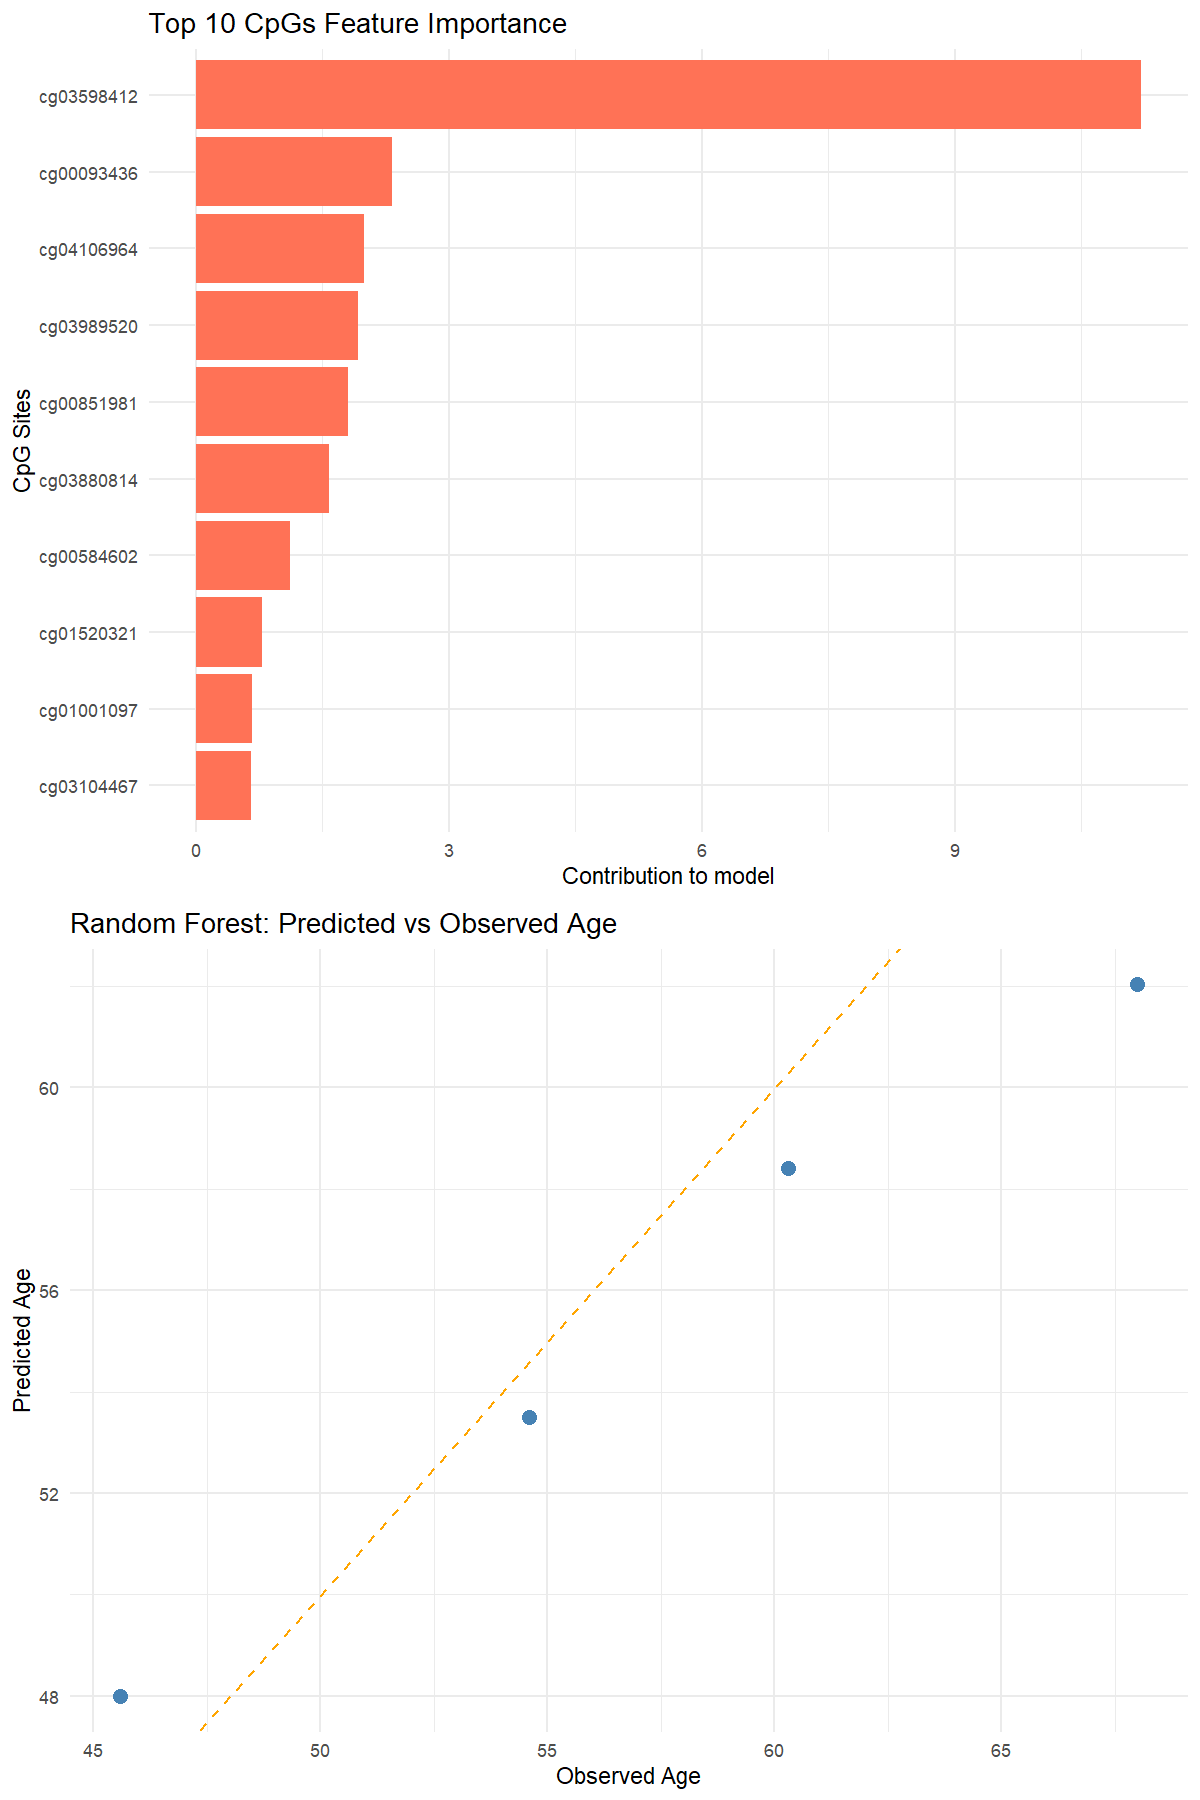 Top 10 CpGs Feature Importance
CpG Sites
cg03598412
cg00093436
cg04106964
cg03989520
cg00851981
cg03880814
cg00584602
cg01520321
cg01001097
cg03104467
0 3 6 9
Contribution to model
Random Forest: Predicted vs Observed Age
Predicted Age
60
56
52
48
45 50 55 60 65
Observed Age